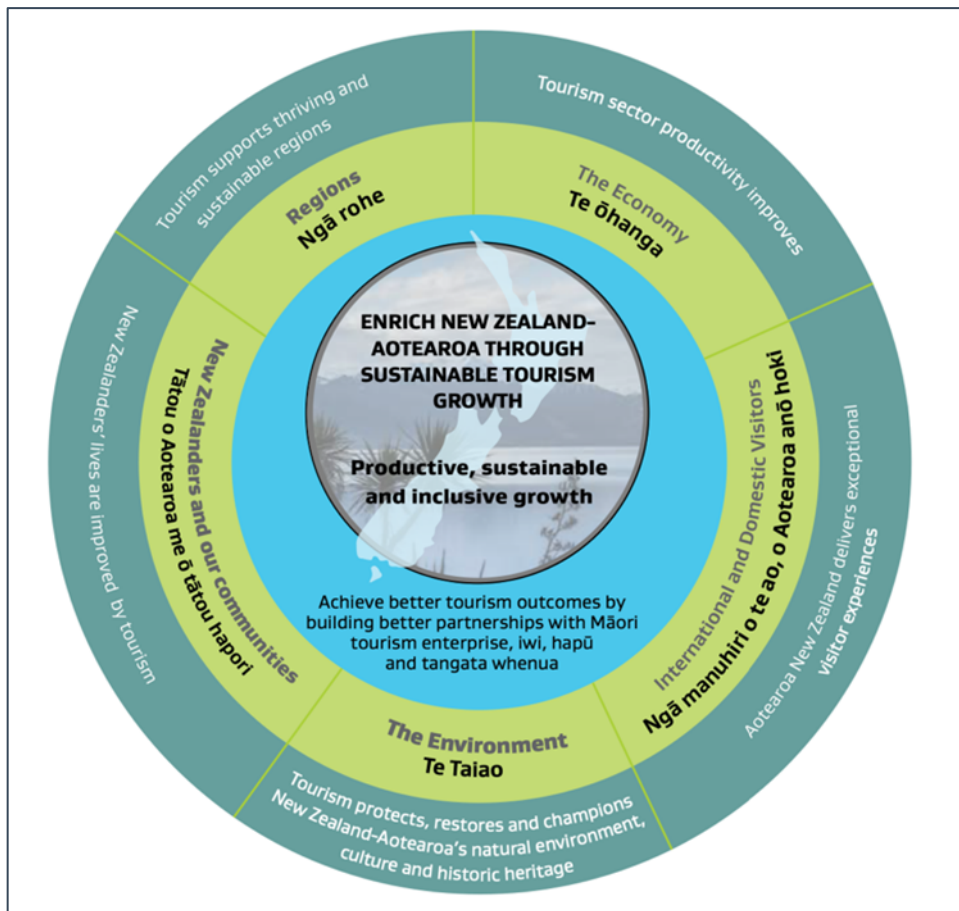 ENRICH NEW ZEALAND–
AOTEAROA THROUGH
SUSTAINABLE TOURISM
GROWTH
Productive, sustainable
and inclusive growth
Achieve better tourism outcomes by
building better partnerships with Māori
tourism enterprise, iwi, hapū
and tangata whenua
Tourism sector productivity improves
The Economy
Te ōhanga
Aotearoa New Zealand delivers exceptional
visitor experiences
International and Domestic Visitors
Ngā manuhiri o te ao, o Aotearoa anō hoki
The Environment
Te Taiao
Tourism protects, restores and champions
New Zealand-Aotearoa's natural environment,
culture and historic heritage
New Zealanders' lives are improved by tourism
New Zealanders and our communities
Tātou o Aotearoa me ō tātou hapori
Tourism supports thriving and
sustainable regions
Regions
Ngā rohe